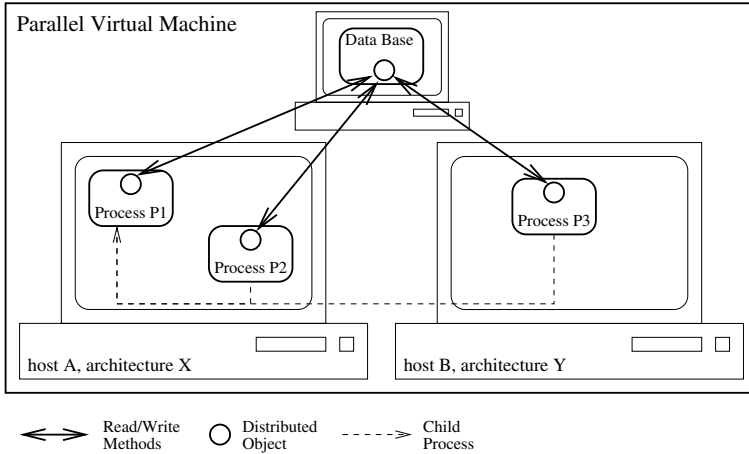 Parallel Virtual Machine
Data Base
Process P1
Process P2
Process P3
host A, architecture X
host B, architecture Y
Read/Write
Methods
Distributed
Object
Child
Process